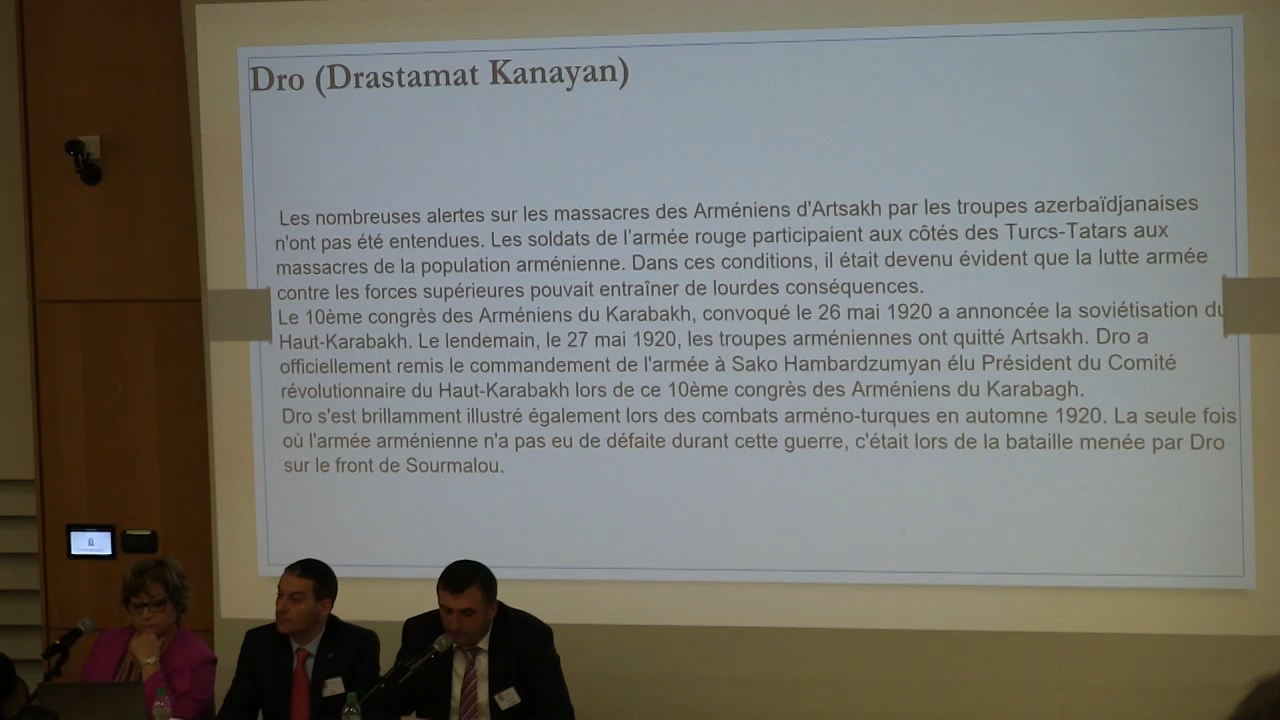 Dro (Drastamat Kanayan)
Les nombreuses alertes sur les massacres des Arméniens d'Artsakh par les troupes azerbaïdjanaises
n'ont pas été entendues. Les soldats de l'armée rouge participaient aux côtés des Turcs-Tatars aux
massacres de la population arménienne. Dans ces conditions, il était devenu évident que la lutte armée
contre les forces supérieures pouvait entraîner de lourdes conséquences.
Le 10ème congrès des Arméniens du Karabakh, convoqué le 26 mai 1920 a annoncée la soviétisation du
Haut-Karabakh. Le lendemain, le 27 mai 1920, les troupes arméniennes ont quitté Artsakh. Dro a
officiellement remis le commandement de l'armée à Sako Hambardzumyan élu Président du Comité
révolutionnaire du Haut-Karabakh lors de ce 10ème congrès des Arméniens du Karabagh.
Dro s'est brillamment illustré également lors des combats arméno-turques en automne 1920. La seule fois
où l'armée arménienne n'a pas eu de défaite durant cette guerre, c'était lors de la bataille menée par Dro
sur le front de Sourmalou.